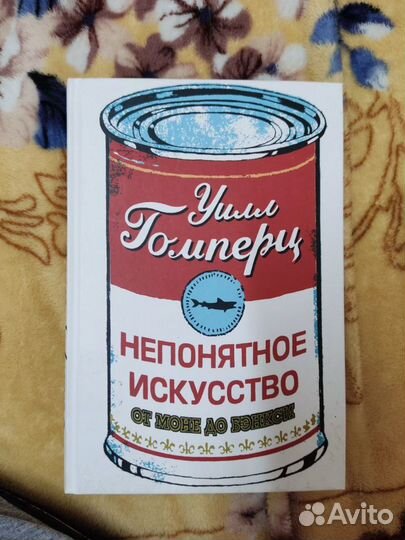 Уилл
Гомперц
НЕПОНЯТНОЕ
ИСКУССТВО
ОТ МОНЕ ДО БЭНКСИ
Avito